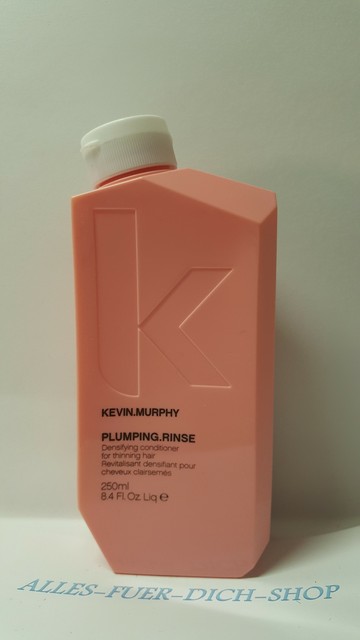 k
KEVIN.MURPHY
PLUMPING.RINSE
Densifying conditioner
for thinning hair
Revitalisant densifiant pour
cheveux clairsemés
250ml
8.4 Fl. Oz. Liq ℮
ALLES-FUER-DICH-SHOP